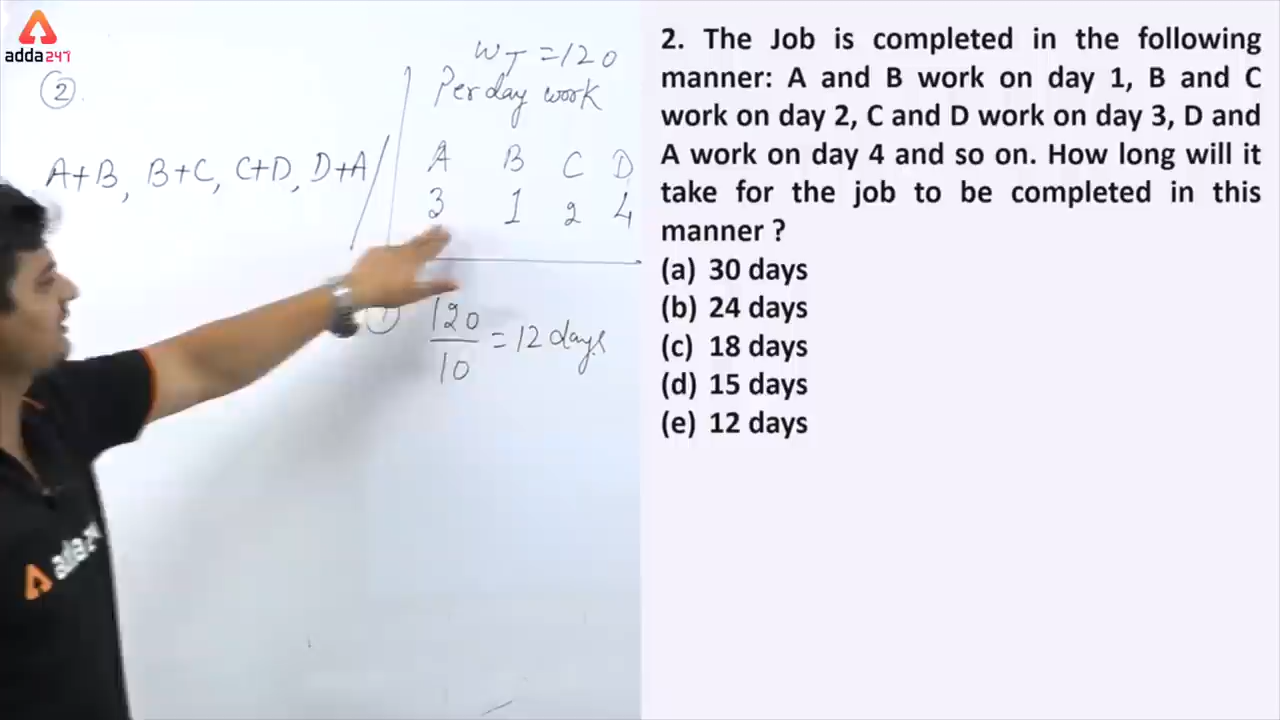 adda247
②
WT = 120
Per day work
A B C D
3 1 2 4
A+B, B+C, C+D, D+A
①
120
/10 = 12 days
adda24
2. The Job is completed in the following
manner: A and B work on day 1, B and C
work on day 2, C and D work on day 3, D and
A work on day 4 and so on. How long will it
take for the job to be completed in this
manner ?
(a) 30 days
(b) 24 days
(c) 18 days
(d) 15 days
(e) 12 days